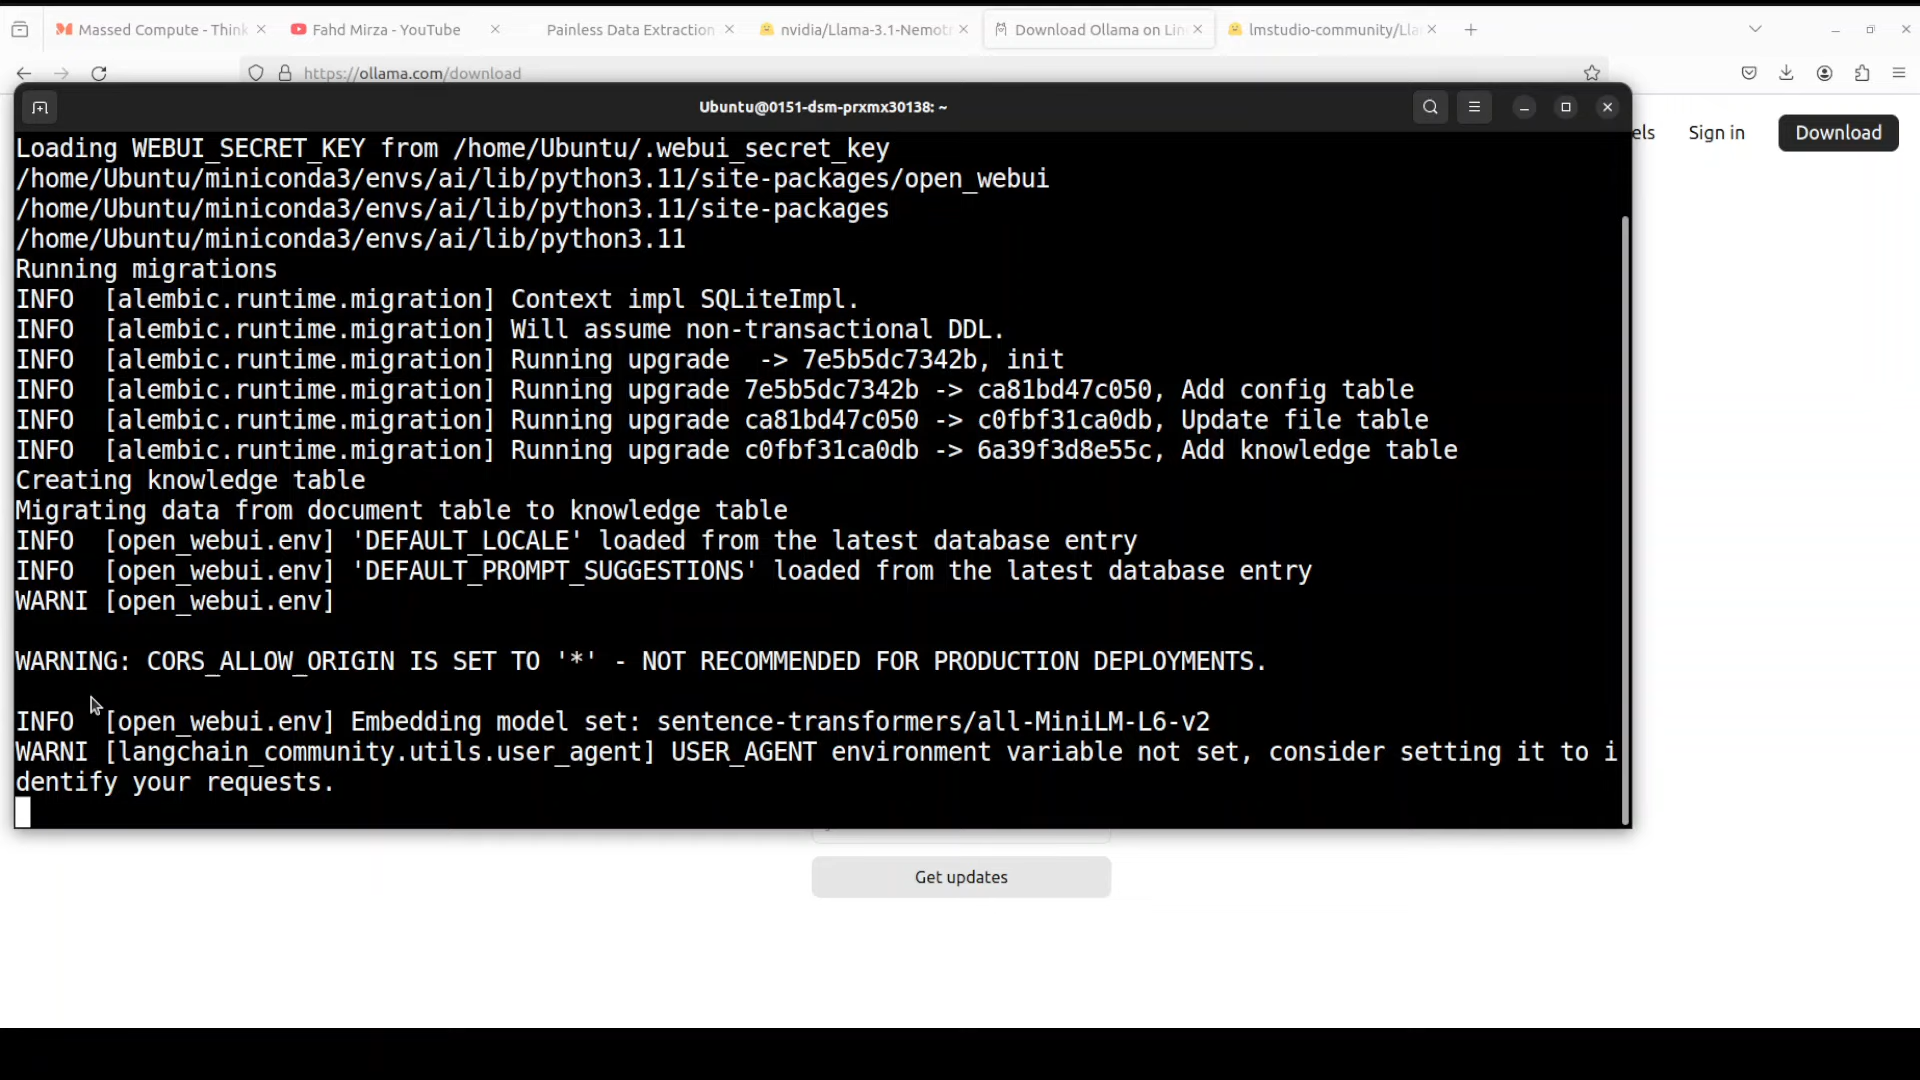 Massed Compute - Think
Fahd Mirza - YouTube
Painless Data Extraction
nvidia/Llama-3.1-Nemot
Download Ollama on Lin
lmstudio-community/Lla
https://ollama.com/download
Ubuntu@0151-dsm-prxmx30138: ~
els
Sign in
Download
Loading WEBUI_SECRET_KEY from /home/Ubuntu/.webui_secret_key
/home/Ubuntu/miniconda3/envs/ai/lib/python3.11/site-packages/open_webui
/home/Ubuntu/miniconda3/envs/ai/lib/python3.11/site-packages
/home/Ubuntu/miniconda3/envs/ai/lib/python3.11
Running migrations
INFO  [alembic.runtime.migration] Context impl SQLiteImpl.
INFO  [alembic.runtime.migration] Will assume non-transactional DDL.
INFO  [alembic.runtime.migration] Running upgrade  -> 7e5b5dc7342b, init
INFO  [alembic.runtime.migration] Running upgrade 7e5b5dc7342b -> ca81bd47c050, Add config table
INFO  [alembic.runtime.migration] Running upgrade ca81bd47c050 -> c0fbf31ca0db, Update file table
INFO  [alembic.runtime.migration] Running upgrade c0fbf31ca0db -> 6a39f3d8e55c, Add knowledge table
Creating knowledge table
Migrating data from document table to knowledge table
INFO  [open_webui.env] 'DEFAULT_LOCALE' loaded from the latest database entry
INFO  [open_webui.env] 'DEFAULT_PROMPT_SUGGESTIONS' loaded from the latest database entry
WARNI [open_webui.env]
WARNING: CORS_ALLOW_ORIGIN IS SET TO '*' - NOT RECOMMENDED FOR PRODUCTION DEPLOYMENTS.
INFO  [open_webui.env] Embedding model set: sentence-transformers/all-MiniLM-L6-v2
WARNI [langchain_community.utils.user_agent] USER_AGENT environment variable not set, consider setting it to i
dentify your requests.
Get updates